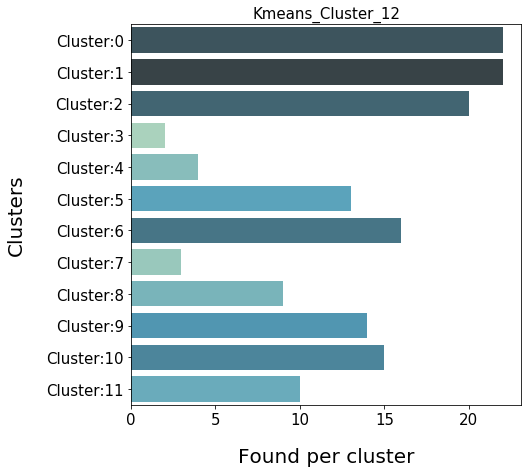 Kmeans_Cluster_12
Cluster:0
Cluster:1
Cluster:2
Cluster:3
Cluster:4
Cluster:5
Cluster:6
Cluster:7
Cluster:8
Cluster:9
Cluster:10
Cluster:11
Clusters
0 5 10 15 20
Found per cluster